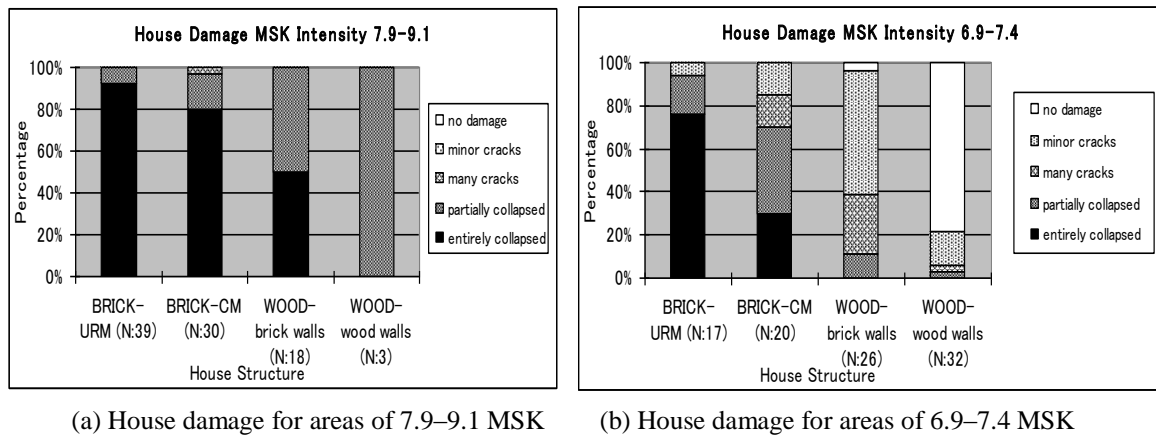 House Damage MSK Intensity 7.9–9.1
Percentage
100%
80%
60%
40%
20%
0%
BRICK-
URM (N:39)
BRICK-CM
(N:30)
WOOD-
brick walls
(N:18)
WOOD-
wood walls
(N:3)
House Structure
no damage
minor cracks
many cracks
partially collapsed
entirely collapsed
(a) House damage for areas of 7.9–9.1 MSK
House Damage MSK Intensity 6.9–7.4
Percentage
100%
80%
60%
40%
20%
0%
BRICK-
URM (N:17)
BRICK-CM
(N:20)
WOOD-
brick walls
(N:26)
WOOD-
wood walls
(N:32)
House Structure
no damage
minor cracks
many cracks
partially collapsed
entirely collapsed
(b) House damage for areas of 6.9–7.4 MSK